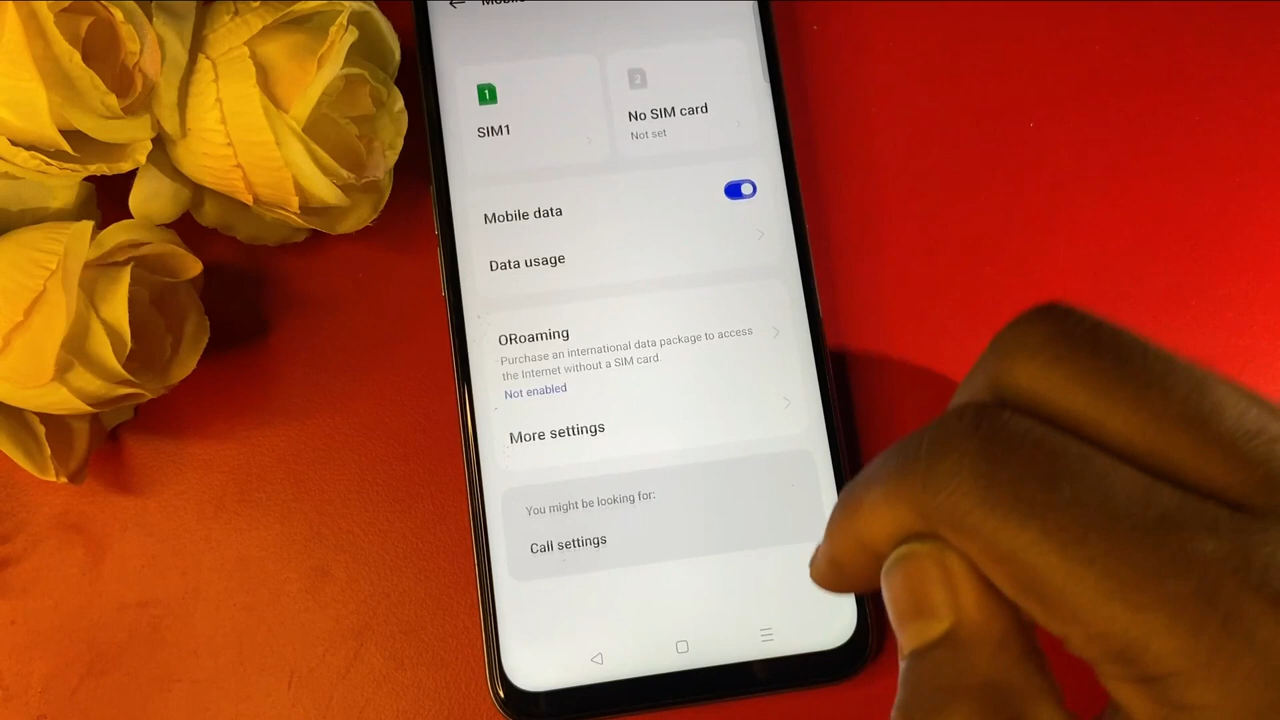 1
SIM1
2
No SIM card
Not set
Mobile data
Data usage
ORoaming
Purchase an international data package to access
the Internet without a SIM card.
Not enabled
More settings
You might be looking for:
Call settings